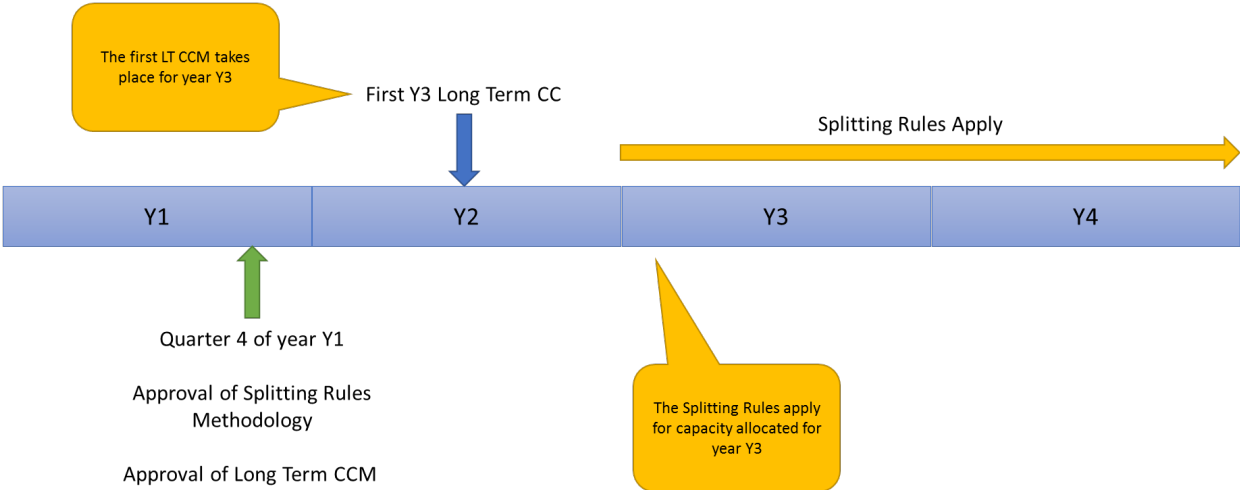 The first LT CCM takes
place for year Y3
First Y3 Long Term CC
Splitting Rules Apply
Y1
Y2
Y3
Y4
Quarter 4 of year Y1
Approval of Splitting Rules
Methodology
Approval of Long Term CCM
The Splitting Rules apply
for capacity allocated for
year Y3